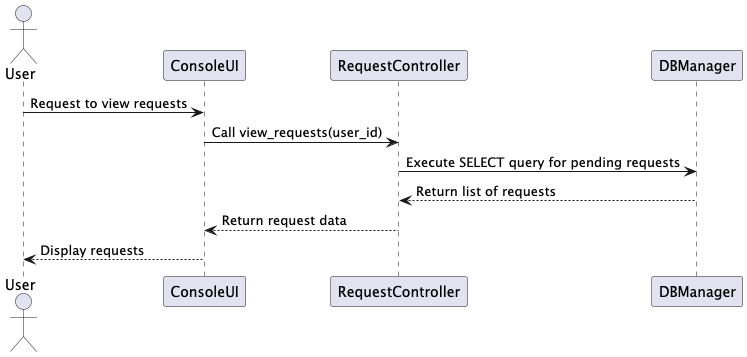 User
ConsoleUI
RequestController
DBManager
Request to view requests
Call view_requests(user_id)
Execute SELECT query for pending requests
Return list of requests
Return request data
Display requests
User
ConsoleUI
RequestController
DBManager